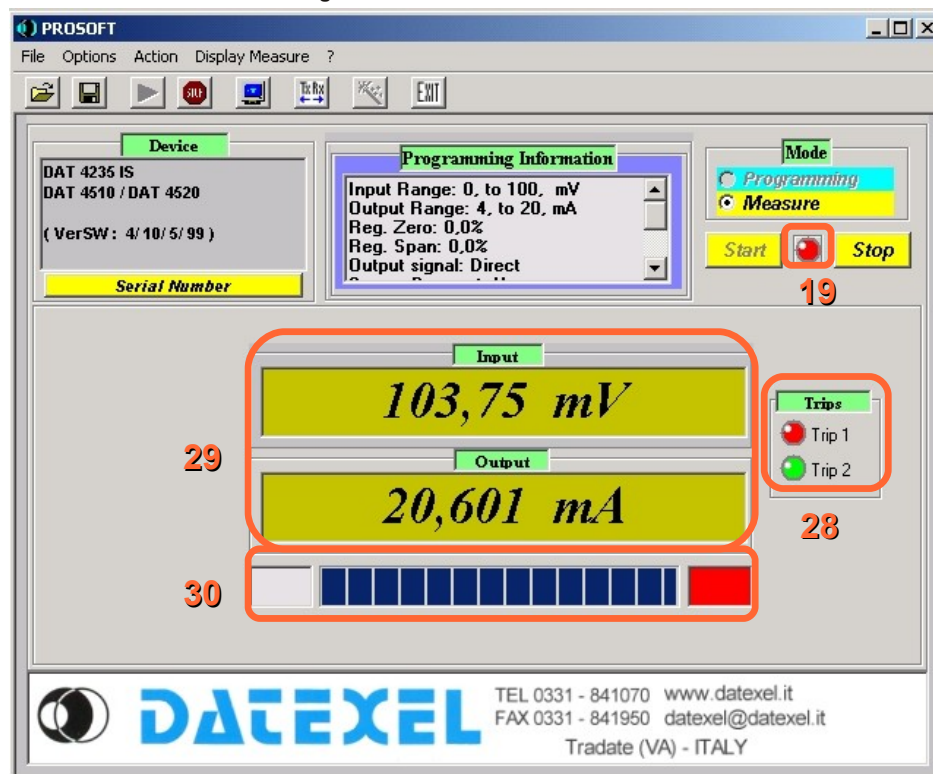 PROSOFT
File Options Action Display Measure ?
STOP
Tx Rx
EXIT
Device
DAT 4235 IS
DAT 4510 / DAT 4520
( VerSW : 4/ 10/ 5/ 99 )
Serial Number
Programming Information
Input Range: 0, to 100, mV
Output Range: 4, to 20, mA
Reg. Zero: 0,0%
Reg. Span: 0,0%
Output signal: Direct
Mode
Programming
Measure
Start Stop
19
Input
103,75 mV
Output
20,601 mA
29
Trips
Trip 1
Trip 2
28
30
DATEXEL
TEL 0331 - 841070 www.datexel.it
FAX 0331 - 841950 datexel@datexel.it
Tradate (VA) - ITALY